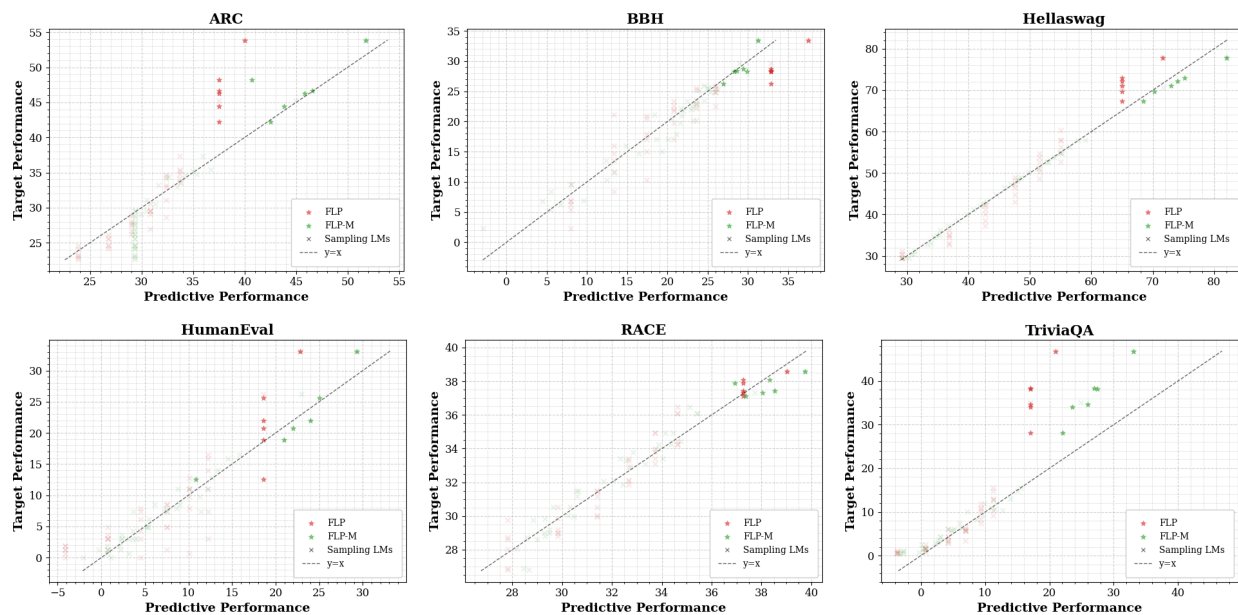 ARC
55
50
45
40
35
30
25
Target Performance
25 30 35 40 45 50 55
Predictive Performance
FLP
FLP-M
Sampling LMs
y=x
BBH
35
30
25
20
15
10
5
0
Target Performance
0 5 10 15 20 25 30 35
Predictive Performance
FLP
FLP-M
Sampling LMs
y=x
Hellaswag
80
70
60
50
40
30
Target Performance
30 40 50 60 70 80
Predictive Performance
FLP
FLP-M
Sampling LMs
y=x
HumanEval
30
25
20
15
10
5
0
Target Performance
−5 0 5 10 15 20 25 30
Predictive Performance
FLP
FLP-M
Sampling LMs
y=x
RACE
40
38
36
34
32
30
28
Target Performance
28 30 32 34 36 38 40
Predictive Performance
FLP
FLP-M
Sampling LMs
y=x
TriviaQA
40
30
20
10
0
Target Performance
0 10 20 30 40
Predictive Performance
FLP
FLP-M
Sampling LMs
y=x